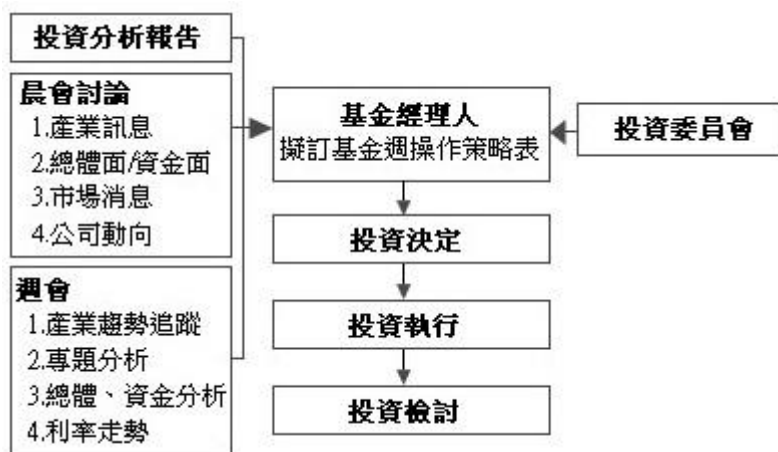 投資分析報告
晨會討論
1.產業訊息
2.總體面/資金面
3.市場消息
4.公司動向
週會
1.產業趨勢追蹤
2.專題分析
3.總體、資金分析
4.利率走勢
基金經理人
擬訂基金週操作策略表
投資委員會
投資決定
投資執行
投資檢討